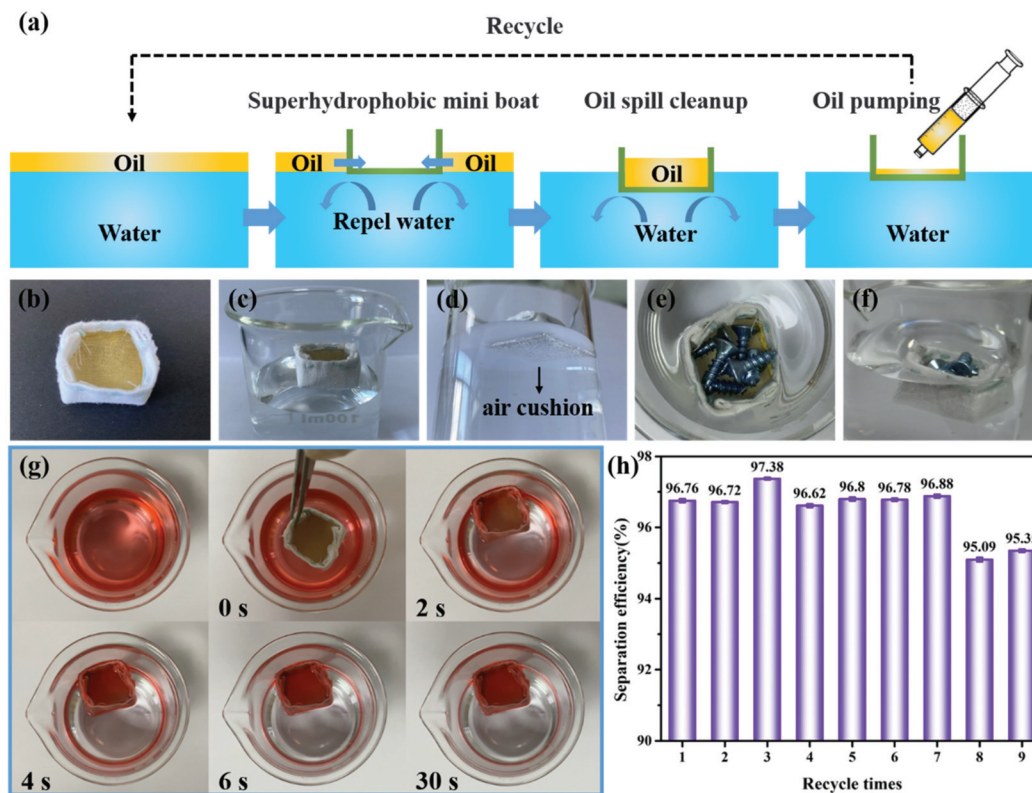 (a)
Recycle
Superhydrophobic mini boat
Oil spill cleanup
Oil pumping
Oil
Oil
Oil
Oil
Water
Repel water
Water
Water
(b)
(c)
(d)
air cushion
(e)
(f)
(g)
0 s
2 s
4 s
6 s
30 s
(h)
Separation efficiency(%)
98
96
94
92
90
96.76
96.72
97.38
96.62
96.8
96.78
96.88
95.09
1
2
3
4
5
6
7
8
9
Recycle times